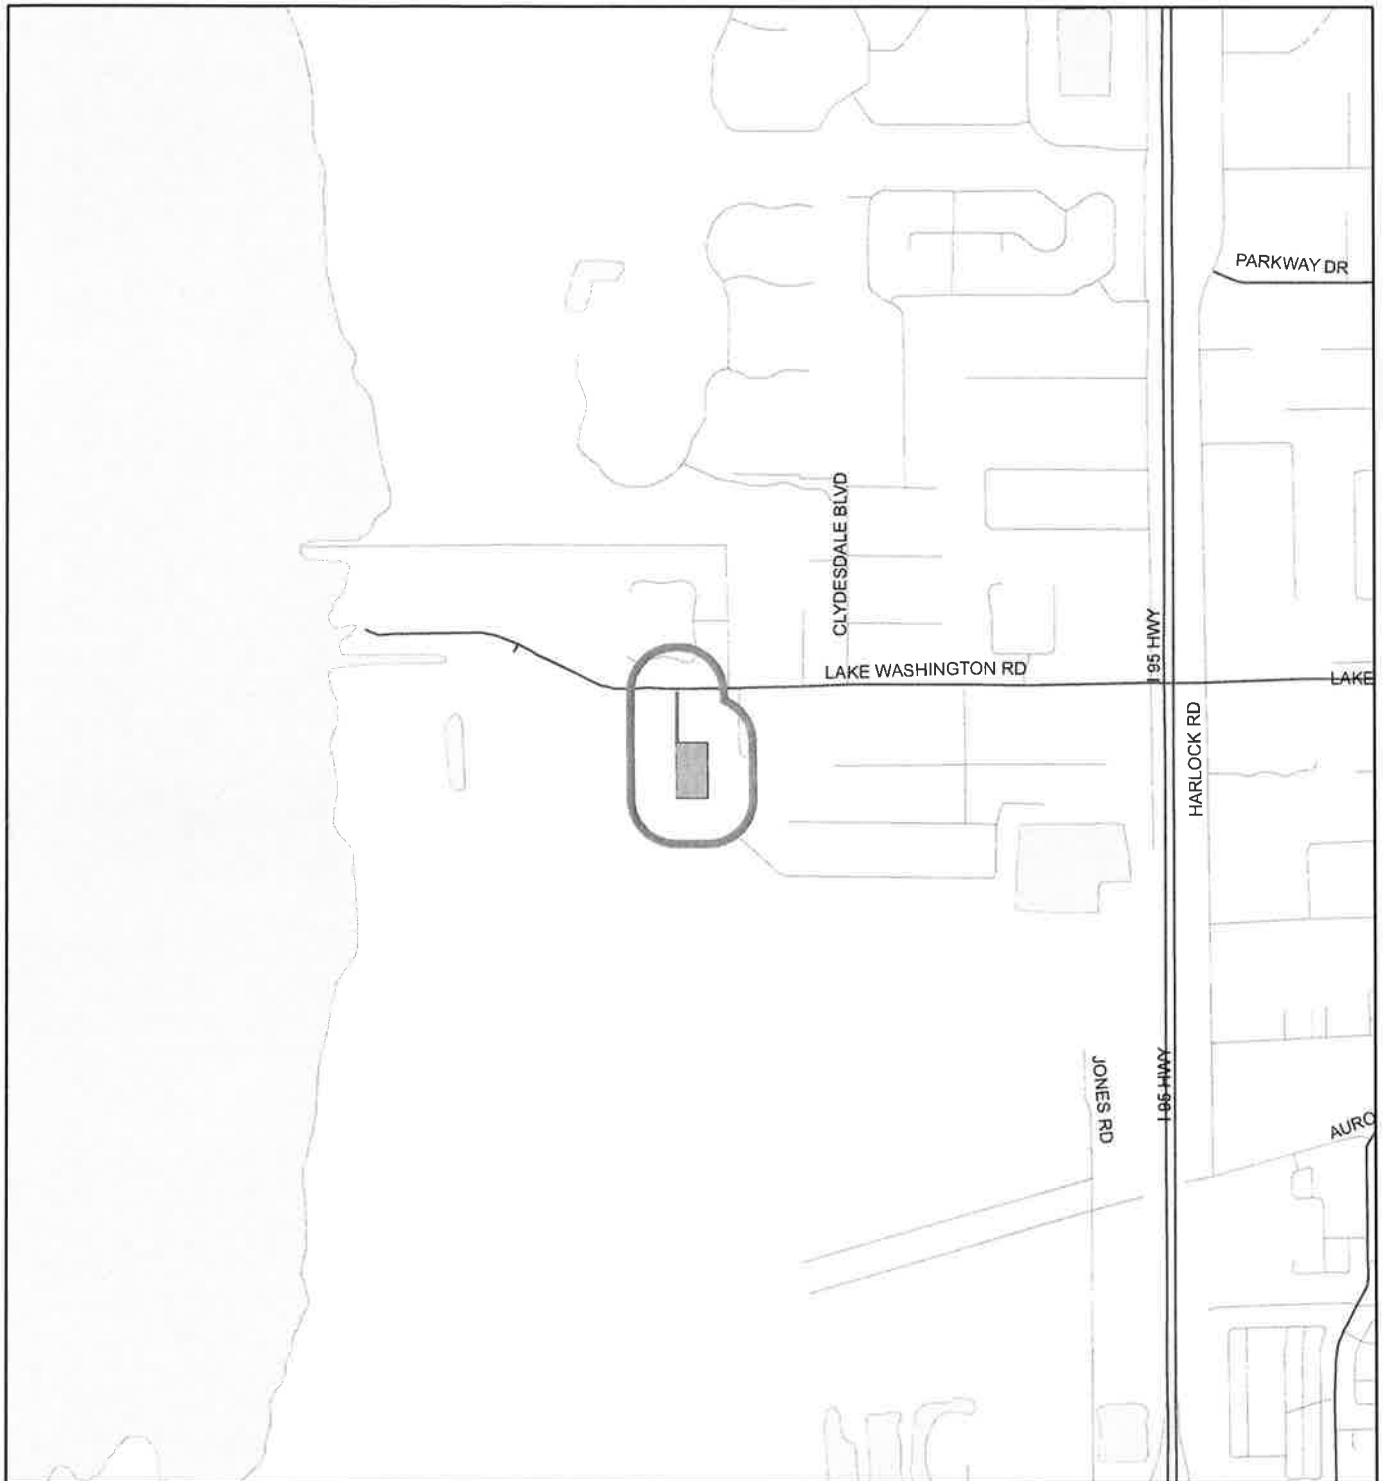 PARKWAY DR
CLYDESDALE BLVD
I 95 HWY
LAKE WASHINGTON RD
LAKE
HARLOCK RD
JONES RD
I 95 HWY
AURO